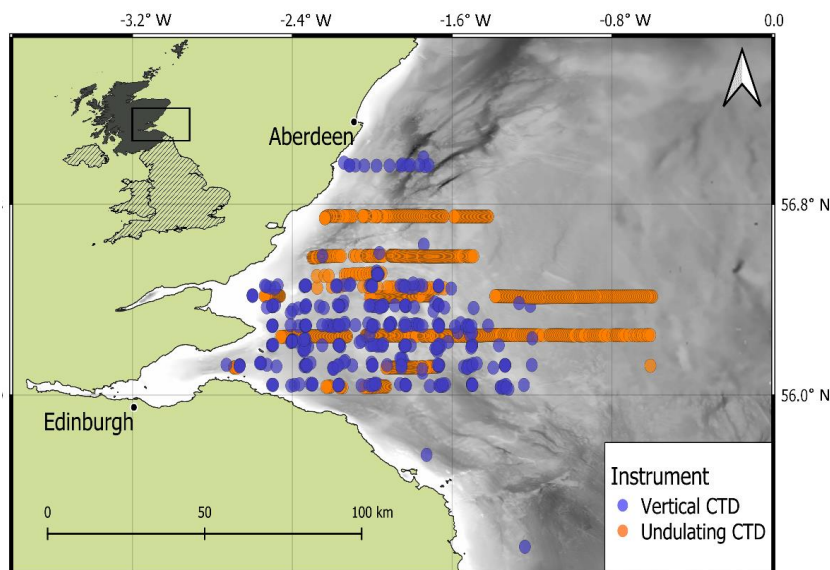 -3.2° W
-2.4° W
-1.6° W
-0.8° W
0.0
Aberdeen
56.8° N
56.0° N
Edinburgh
0
50
100 km
Instrument
Vertical CTD
Undulating CTD